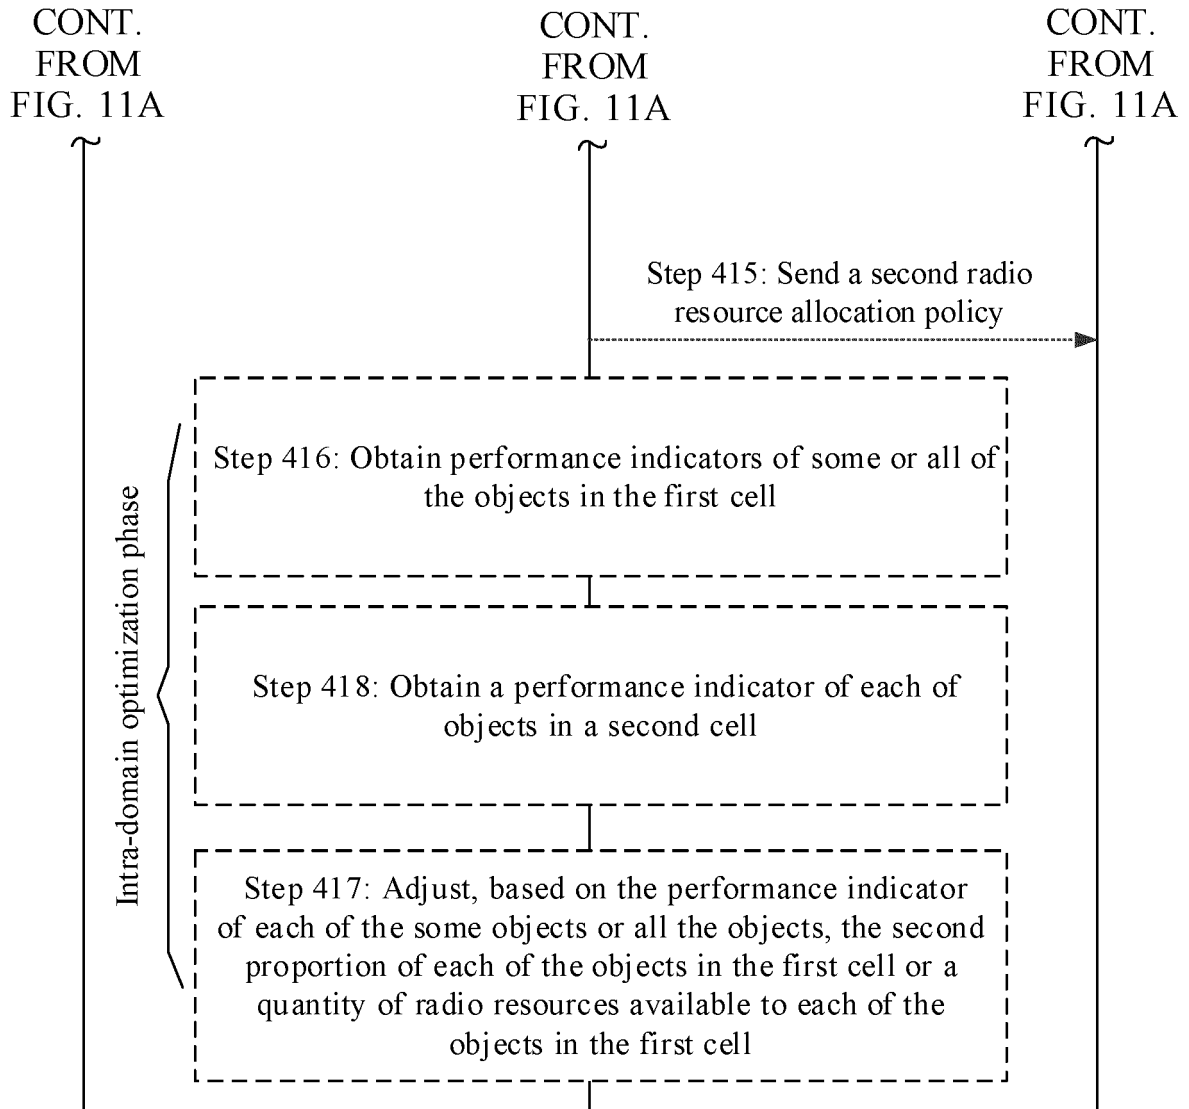 CONT.
FROM
FIG. 11A
CONT.
FROM
FIG. 11A
CONT.
FROM
FIG. 11A
Step 415: Send a second radio
resource allocation policy
Intra-domain optimization phase
Step 416: Obtain performance indicators of some or all of
the objects in the first cell
Step 418: Obtain a performance indicator of each of
objects in a second cell
Step 417: Adjust, based on the performance indicator
of each of the some objects or all the objects, the second
proportion of each of the objects in the first cell or a
quantity of radio resources available to each of the
objects in the first cell